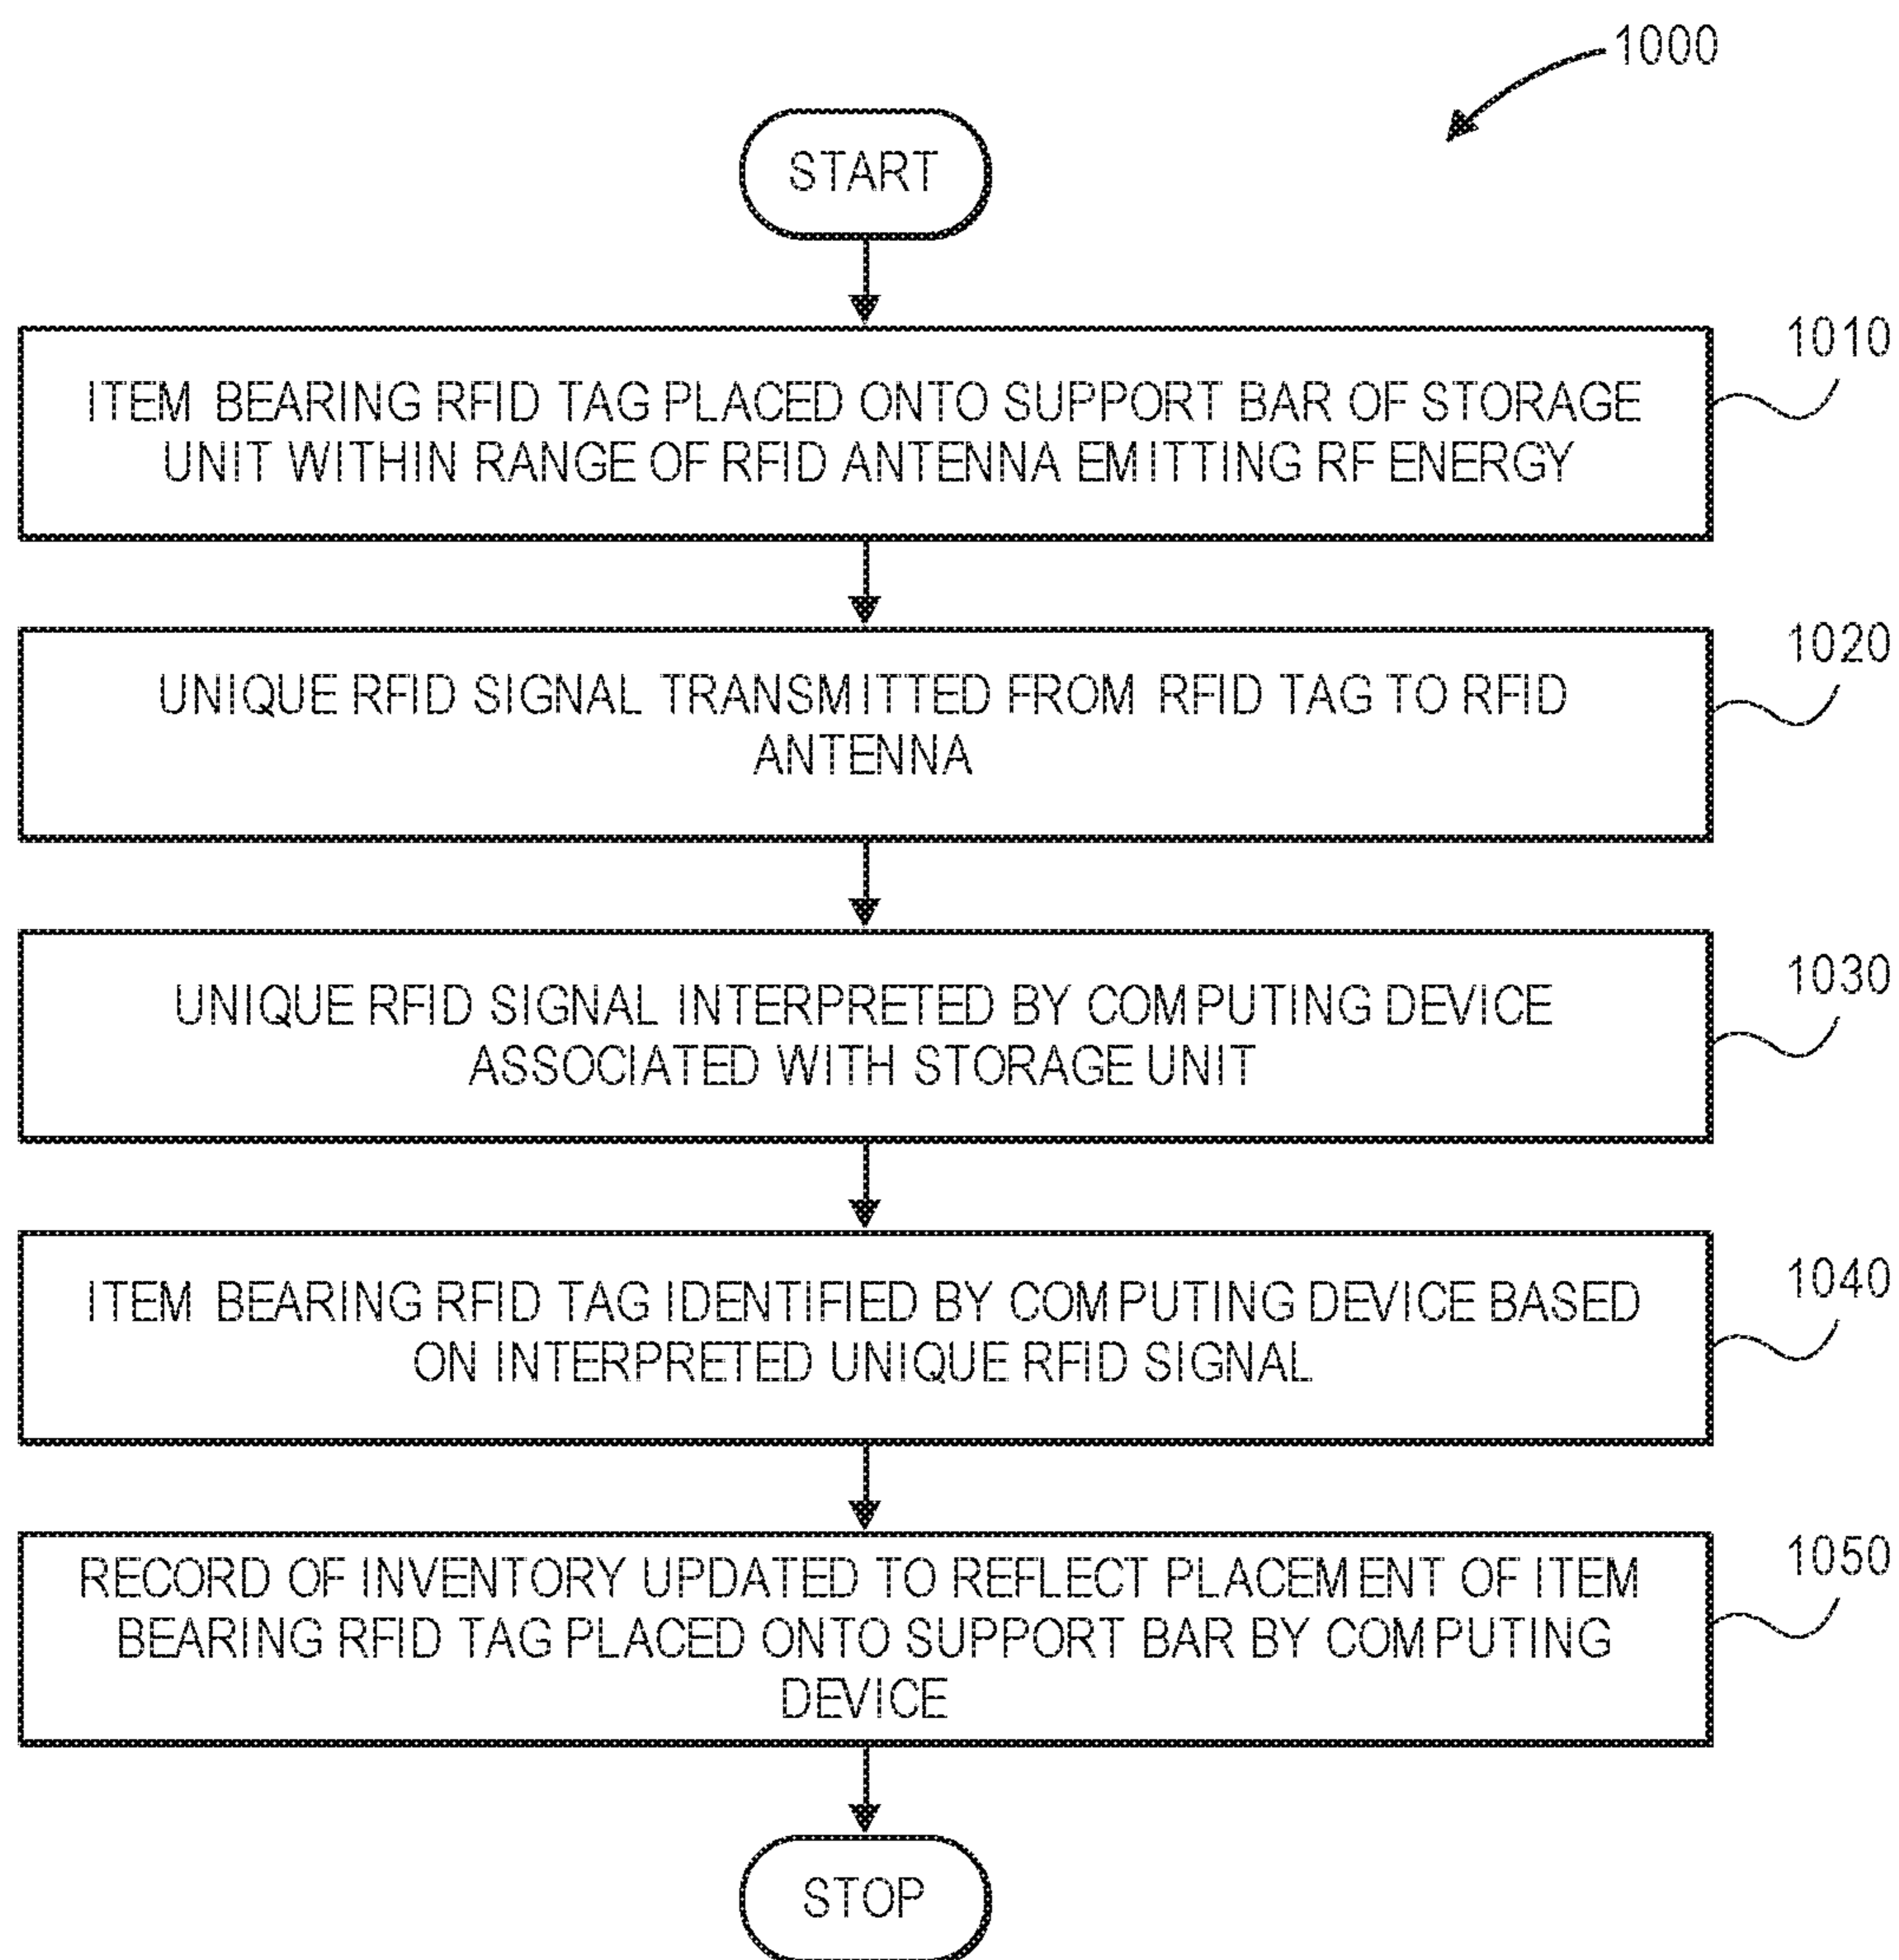 1000
START
1010
ITEM BEARING RFID TAG PLACED ONTO SUPPORT BAR OF STORAGE
UNIT WITHIN RANGE OF RFID ANTENNA EMITTING RF ENERGY
1020
UNIQUE RFID SIGNAL TRANSMITTED FROM RFID TAG TO RFID
ANTENNA
1030
UNIQUE RFID SIGNAL INTERPRETED BY COMPUTING DEVICE
ASSOCIATED WITH STORAGE UNIT
1040
ITEM BEARING RFID TAG IDENTIFIED BY COMPUTING DEVICE BASED
ON INTERPRETED UNIQUE RFID SIGNAL
1050
RECORD OF INVENTORY UPDATED TO REFLECT PLACEMENT OF ITEM
BEARING RFID TAG PLACED ONTO SUPPORT BAR BY COMPUTING
DEVICE
STOP